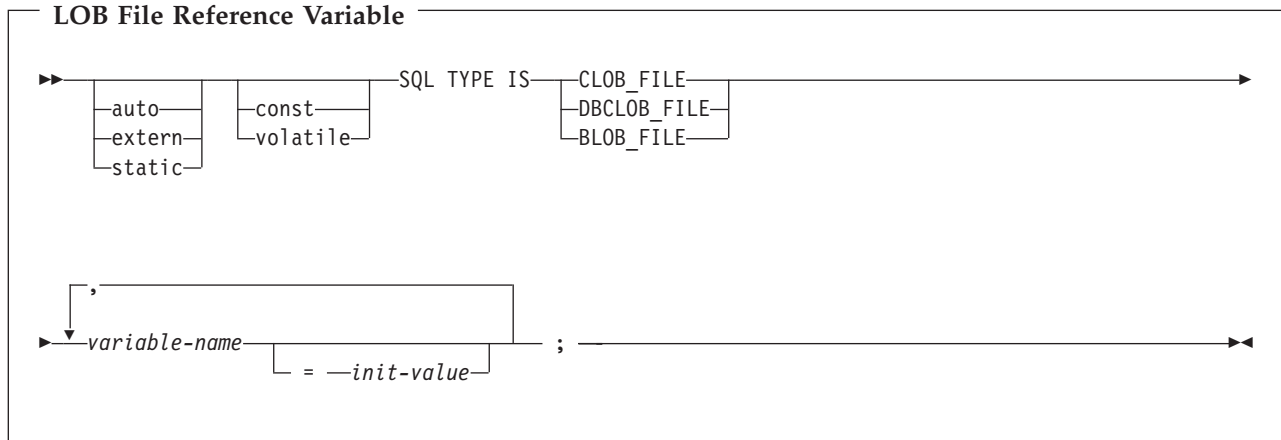 LOB File Reference Variable
SQL TYPE IS CLOB_FILE
auto const DBCLOB_FILE
extern volatile BLOB_FILE
static
,
variable-name ;
= init-value